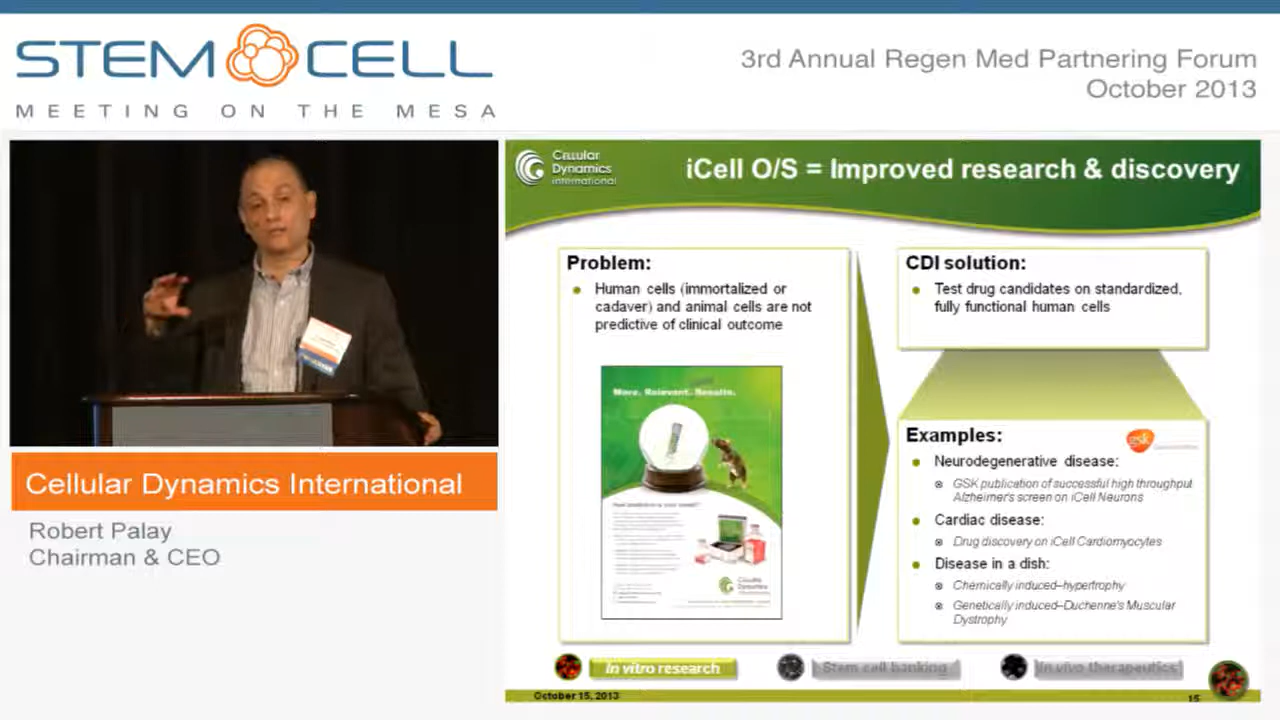 STEM CELL
MEETING ON THE MESA
3rd Annual Regen Med Partnering Forum
October 2013
Cellular Dynamics International
Robert Palay
Chairman & CEO
Cellular
Dynamics
international
iCell O/S = Improved research & discovery
Problem:
Human cells (immortalized or
cadaver) and animal cells are not
predictive of clinical outcome
More. Relevant. Results.
Cellular
Dynamics
CDI solution:
Test drug candidates on standardized,
fully functional human cells
Examples:
gsk
Neurodegenerative disease:
GSK publication of successful high throughput
Alzheimer's screen on iCell Neurons
Cardiac disease:
Drug discovery on iCell Cardiomyocytes
Disease in a dish:
Chemically induced–hypertrophy
Genetically induced–Duchenne's Muscular
Dystrophy
In vitro research
Stem cell banking
In vivo therapeutics
October 15, 2013
15